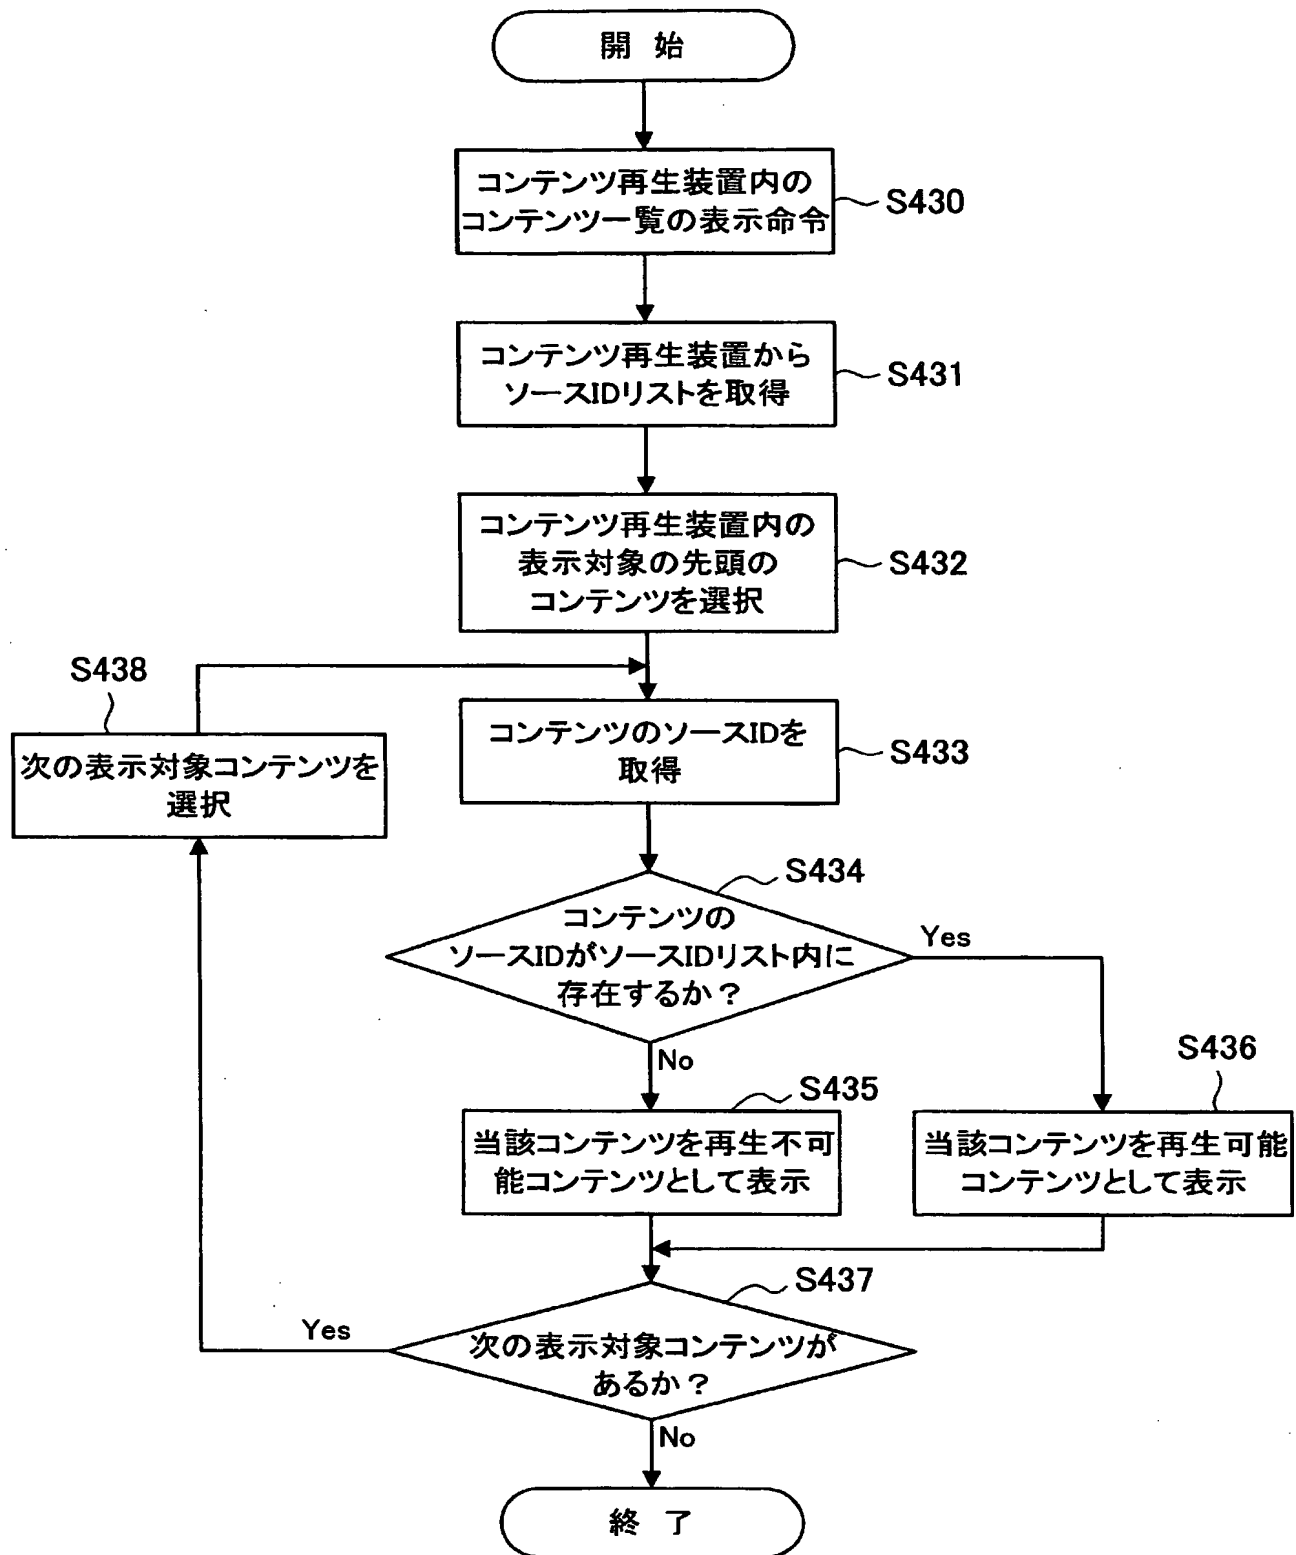 開 始
コンテンツ再生装置内の
コンテンツ一覧の表示命令
S430
コンテンツ再生装置から
ソースIDリストを取得
S431
コンテンツ再生装置内の
表示対象の先頭の
コンテンツを選択
S432
S438
次の表示対象コンテンツを
選択
コンテンツのソースIDを
取得
S433
S434
コンテンツの
ソースIDがソースIDリスト内に
存在するか?
Yes
No
S435
当該コンテンツを再生不可
能コンテンツとして表示
S436
当該コンテンツを再生可能
コンテンツとして表示
S437
次の表示対象コンテンツが
あるか?
Yes
No
終 了